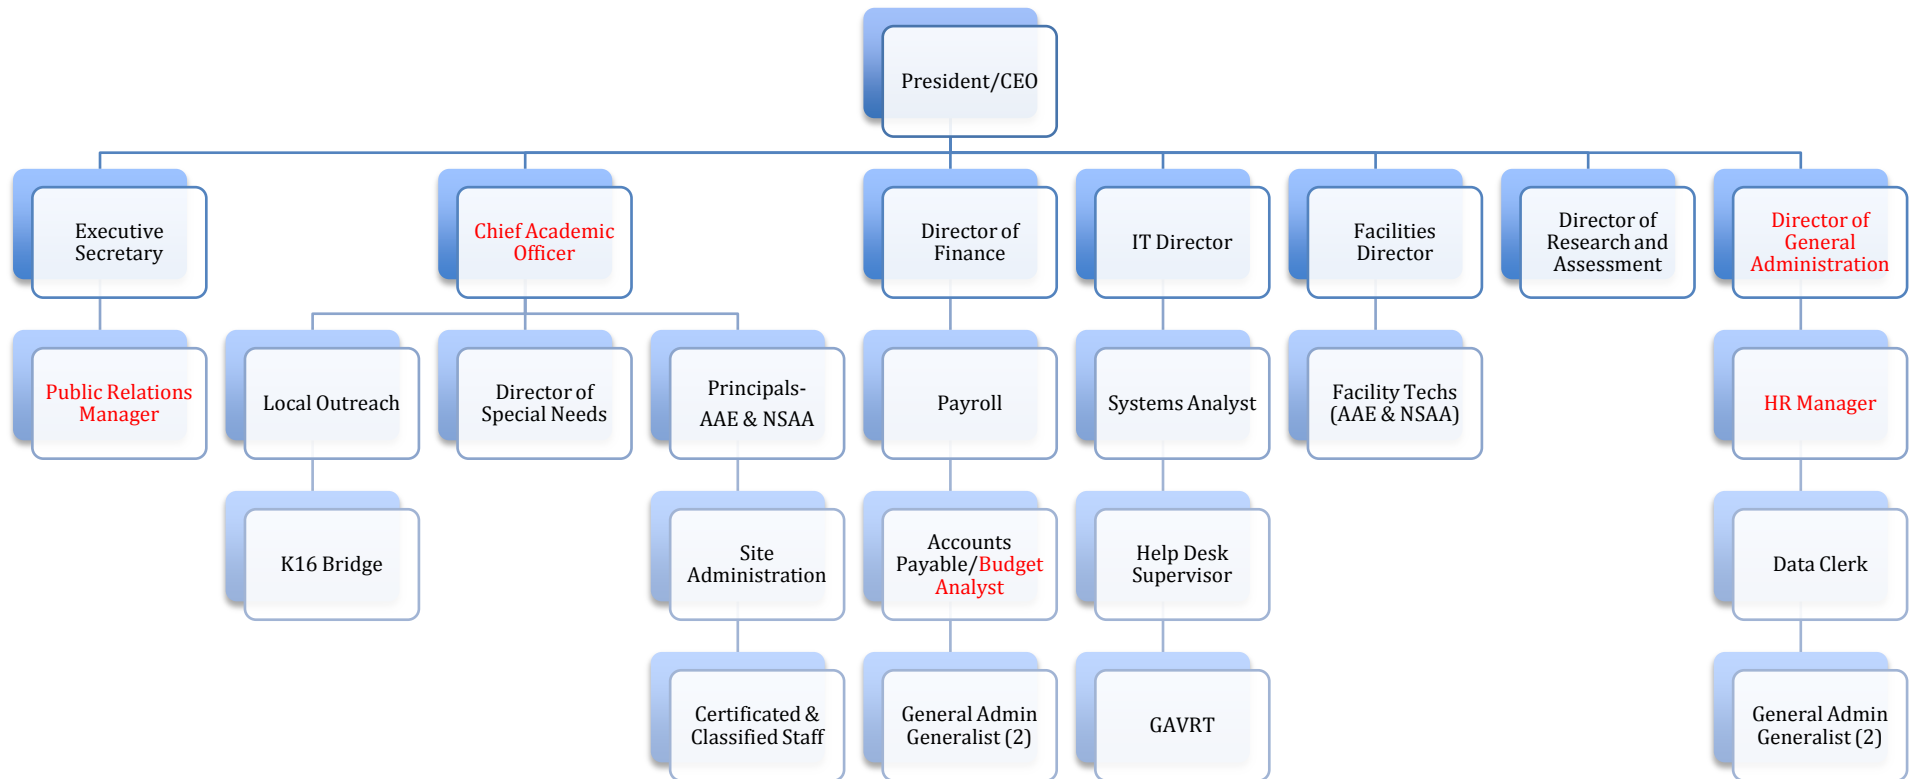 President/CEO
Executive
Secretary
Chief Academic
Officer
Director of
Finance
IT Director
Facilities
Director
Director of
Research and
Assessment
Director of
General
Administration
Public Relations
Manager
Local Outreach
Director of
Special Needs
Principals-
AAE & NSAA
Payroll
Systems Analyst
Facility Techs
(AAE & NSAA)
HR Manager
K16 Bridge
Site
Administration
Accounts
Payable/Budget
Analyst
Help Desk
Supervisor
Data Clerk
Certificated &
Classified Staff
General Admin
Generalist (2)
GAVRT
General Admin
Generalist (2)